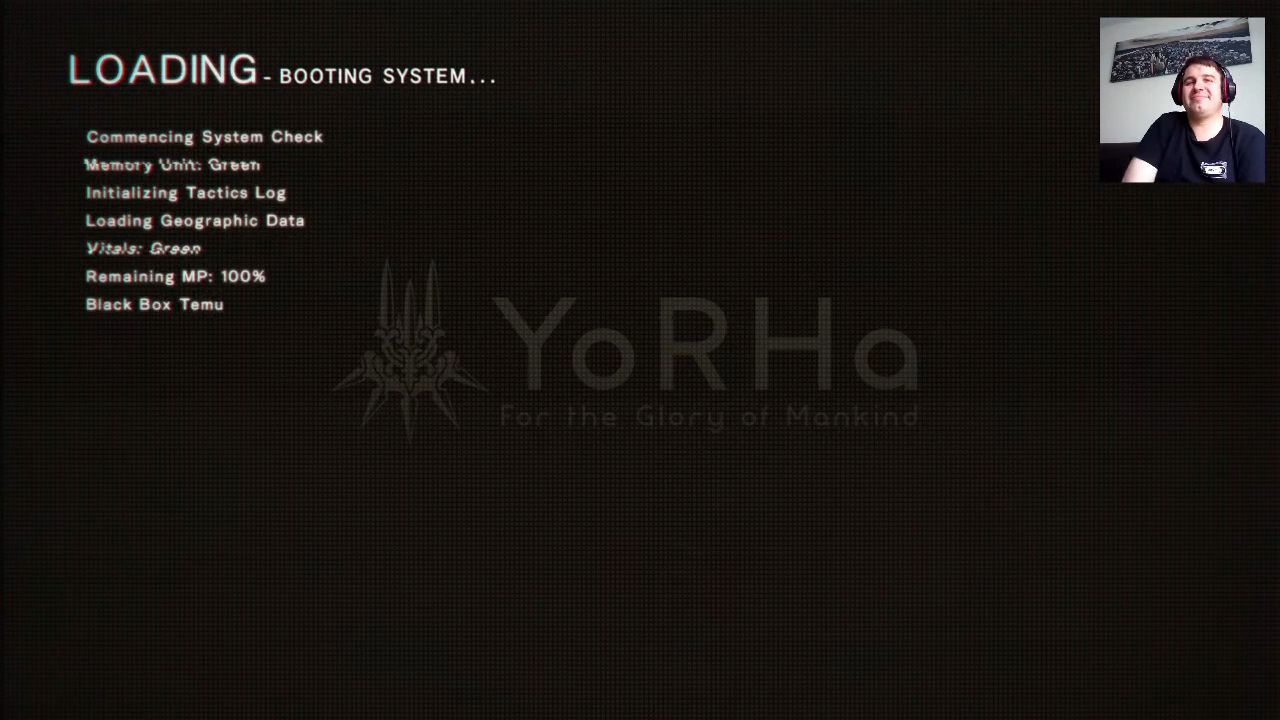 LOADING - BOOTING SYSTEM...
Commencing System Check
Memory Unit: Green
Initializing Tactics Log
Loading Geographic Data
Vitals: Green
Remaining MP: 100%
Black Box Temu
YoRHa
For the Glory of Mankind